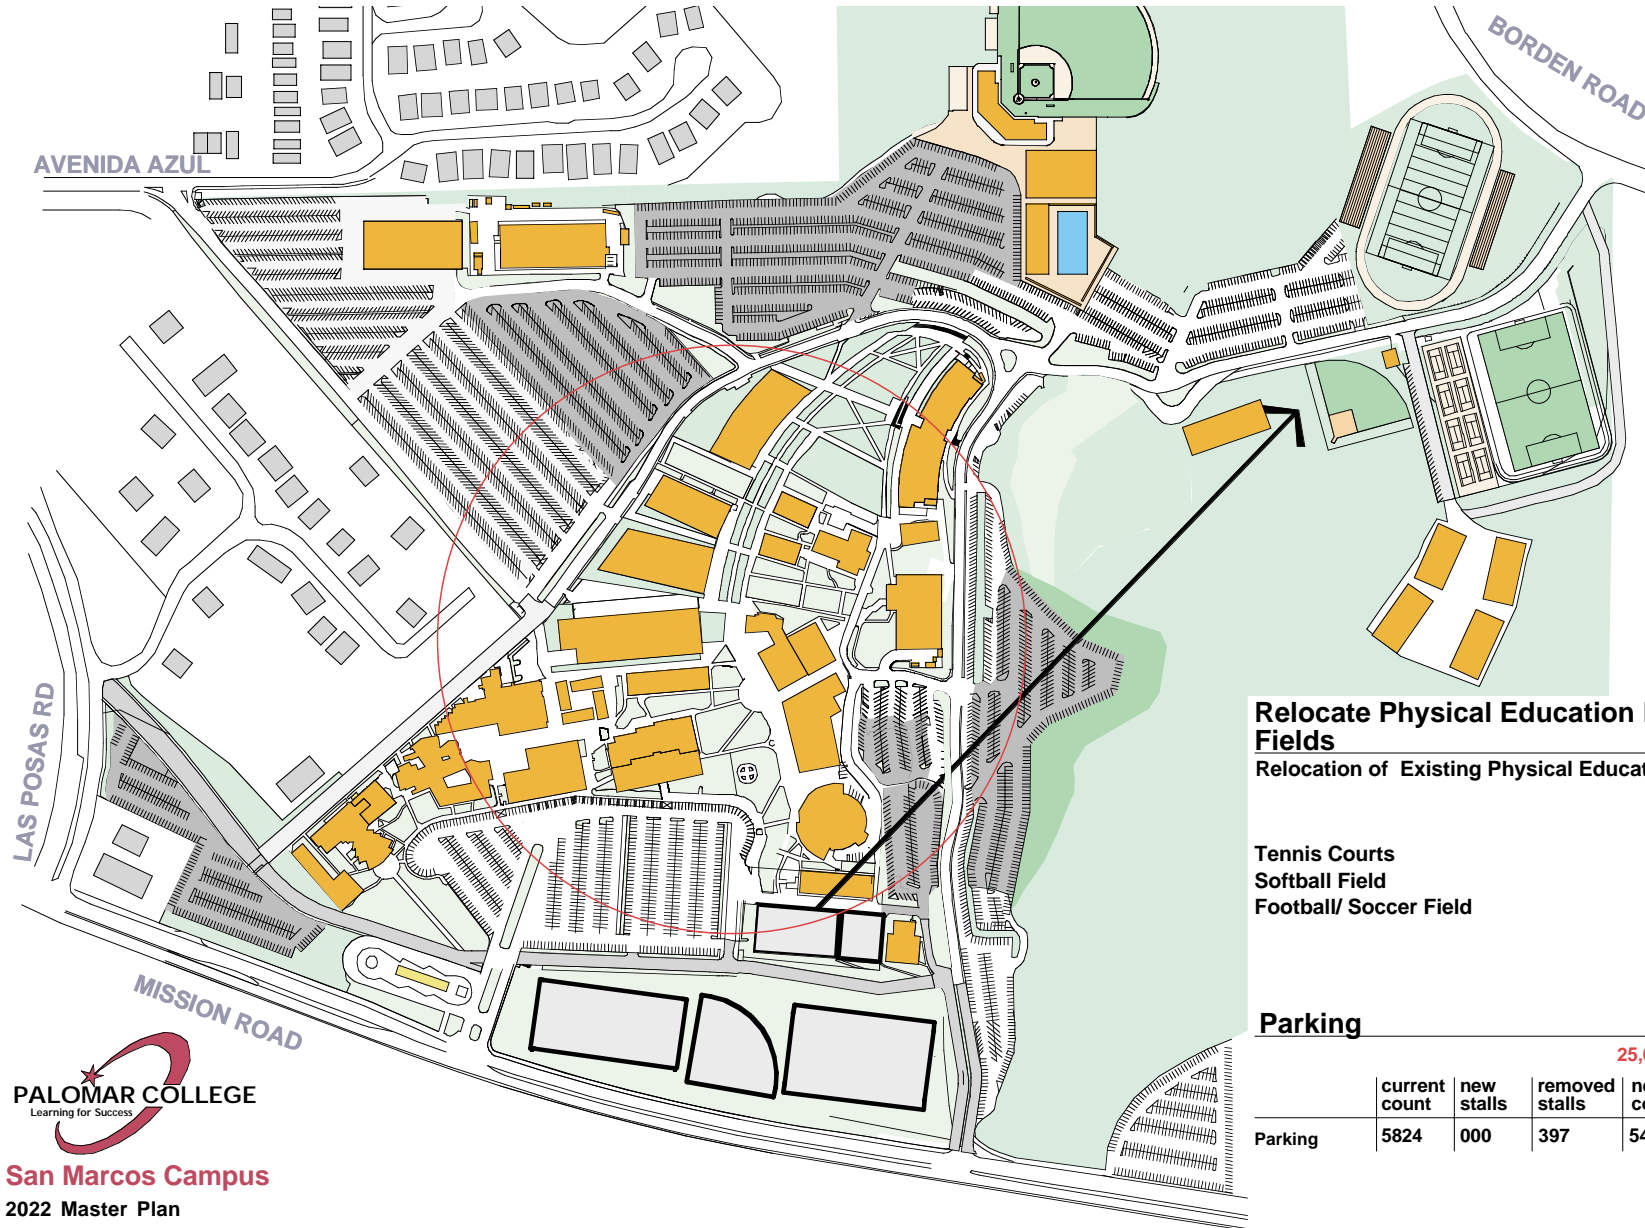 BORDEN ROAD
AVENIDA AZUL
LAS POSAS RD
MISSION ROAD
Relocate Physical Education
Fields
Relocation of Existing Physical
Tennis Courts
Softball Field
Football/ Soccer Field
Parking
current new removed
count stalls stalls
Parking 5824 000 397
PALOMAR COLLEGE
Learning for Success
San Marcos Campus
2022 Master Plan